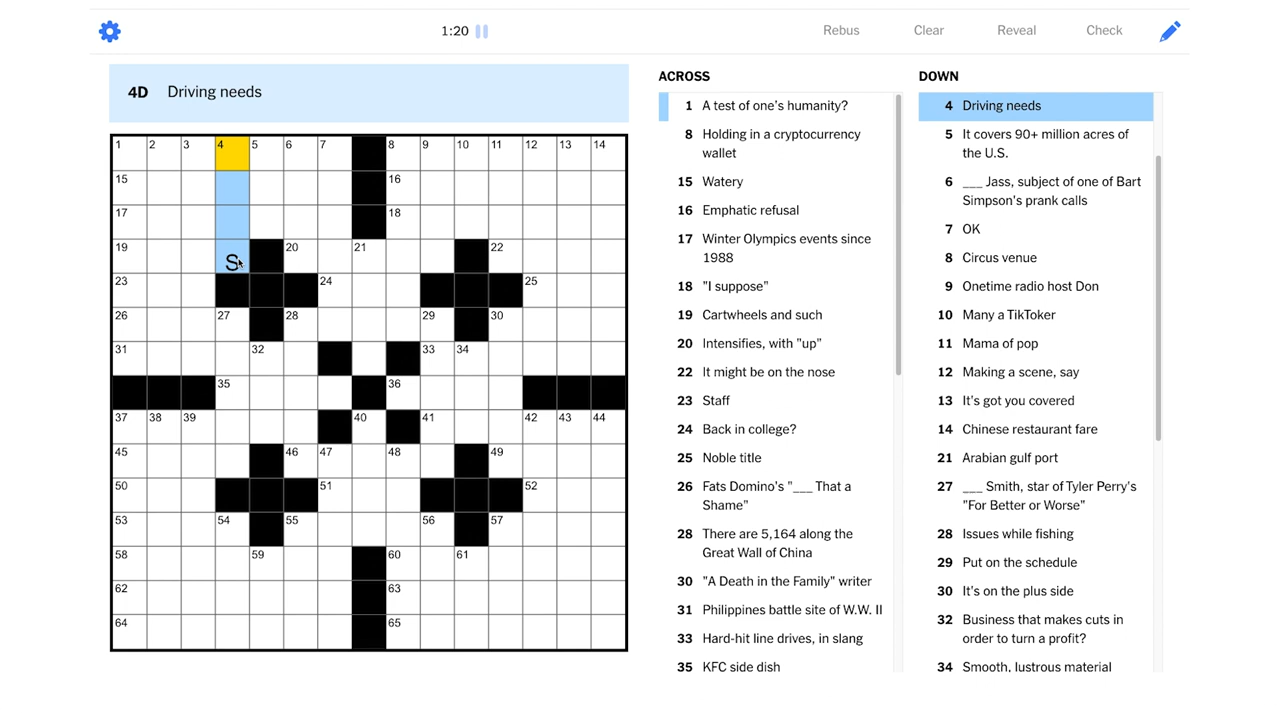 1:20
Rebus Clear Reveal Check
4D Driving needs
1 2 3 4 5 6 7 8 9 10 11 12 13 14
15 16
17 18
19 S 20 21 22
23 24 25
26 27 28 29 30
31 32 33 34
35 36
37 38 39 40 41 42 43 44
45 46 47 48 49
50 51 52
53 54 55 56 57
58 59 60 61
62 63
64 65
ACROSS
1 A test of one's humanity?
8 Holding in a cryptocurrency
wallet
15 Watery
16 Emphatic refusal
17 Winter Olympics events since
1988
18 "I suppose"
19 Cartwheels and such
20 Intensifies, with "up"
22 It might be on the nose
23 Staff
24 Back in college?
25 Noble title
26 Fats Domino's "___ That a
Shame"
28 There are 5,164 along the
Great Wall of China
30 "A Death in the Family" writer
31 Philippines battle site of W.W. II
33 Hard-hit line drives, in slang
35 KFC side dish
DOWN
4 Driving needs
5 It covers 90+ million acres of
the U.S.
6 ___ Jass, subject of one of Bart
Simpson's prank calls
7 OK
8 Circus venue
9 Onetime radio host Don
10 Many a TikToker
11 Mama of pop
12 Making a scene, say
13 It's got you covered
14 Chinese restaurant fare
21 Arabian gulf port
27 ___ Smith, star of Tyler Perry's
"For Better or Worse"
28 Issues while fishing
29 Put on the schedule
30 It's on the plus side
32 Business that makes cuts in
order to turn a profit?
34 Smooth, lustrous material